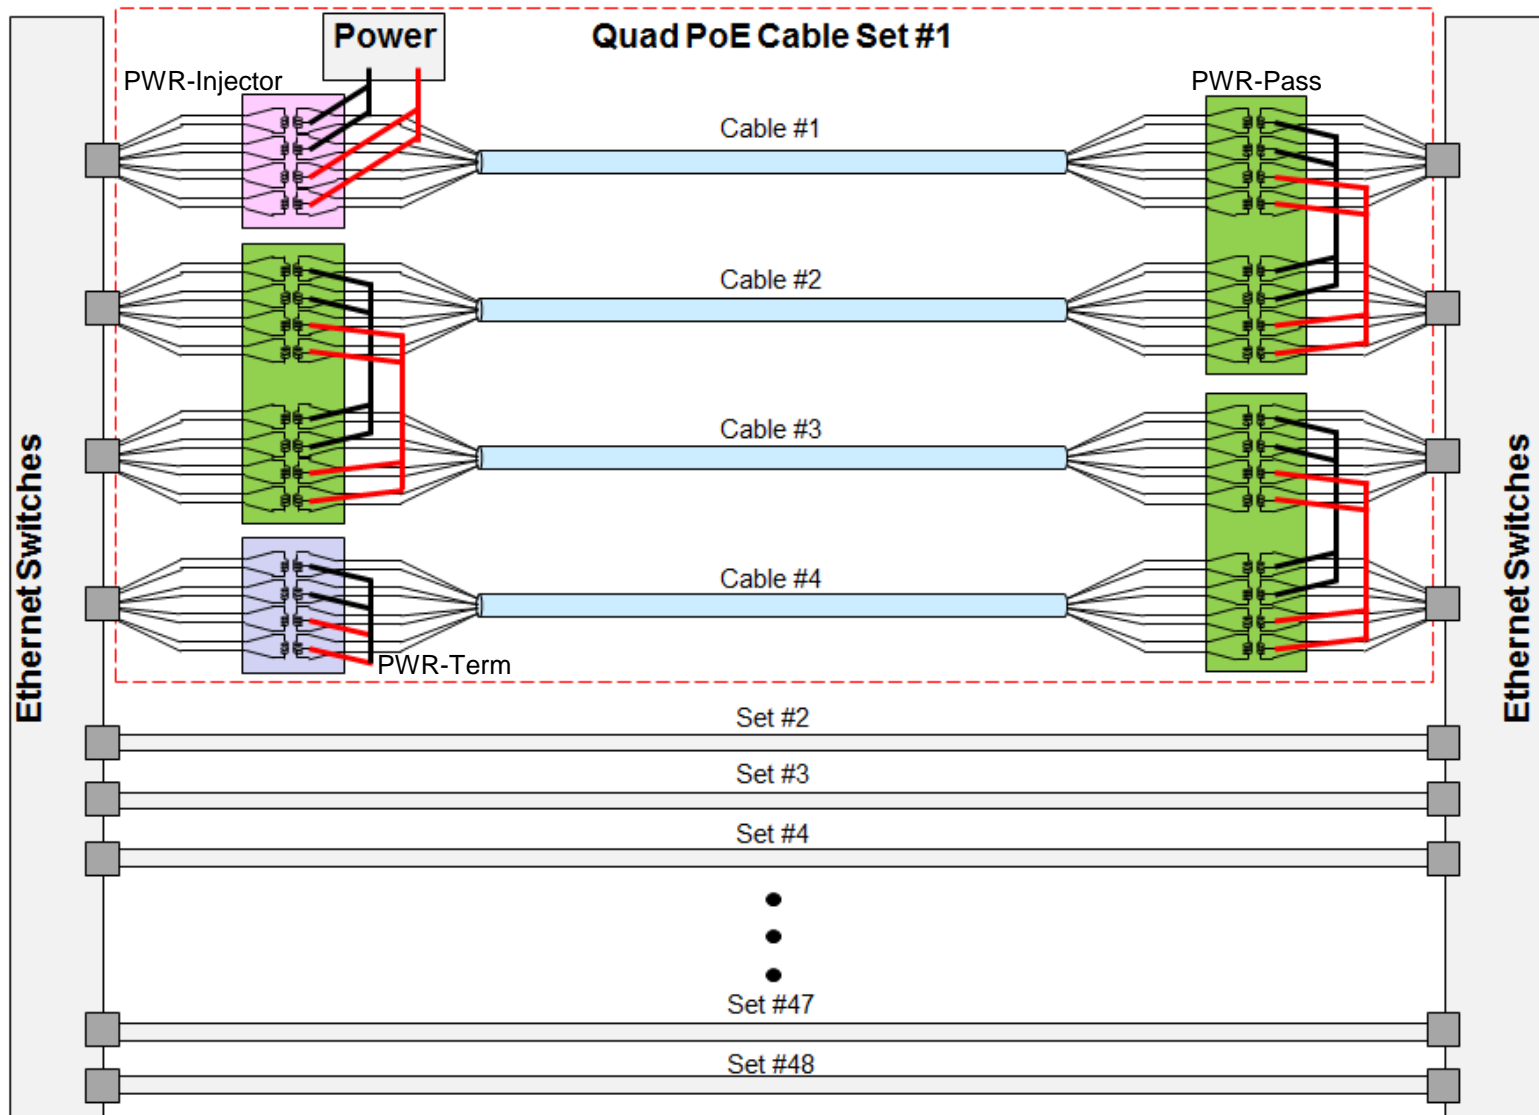 Power
Quad PoE Cable Set #1
PWR-Injector
PWR-Pass
Cable #1
Cable #2
Cable #3
Cable #4
PWR-Term
Ethernet Switches
Ethernet Switches
Set #2
Set #3
Set #4
Set #47
Set #48